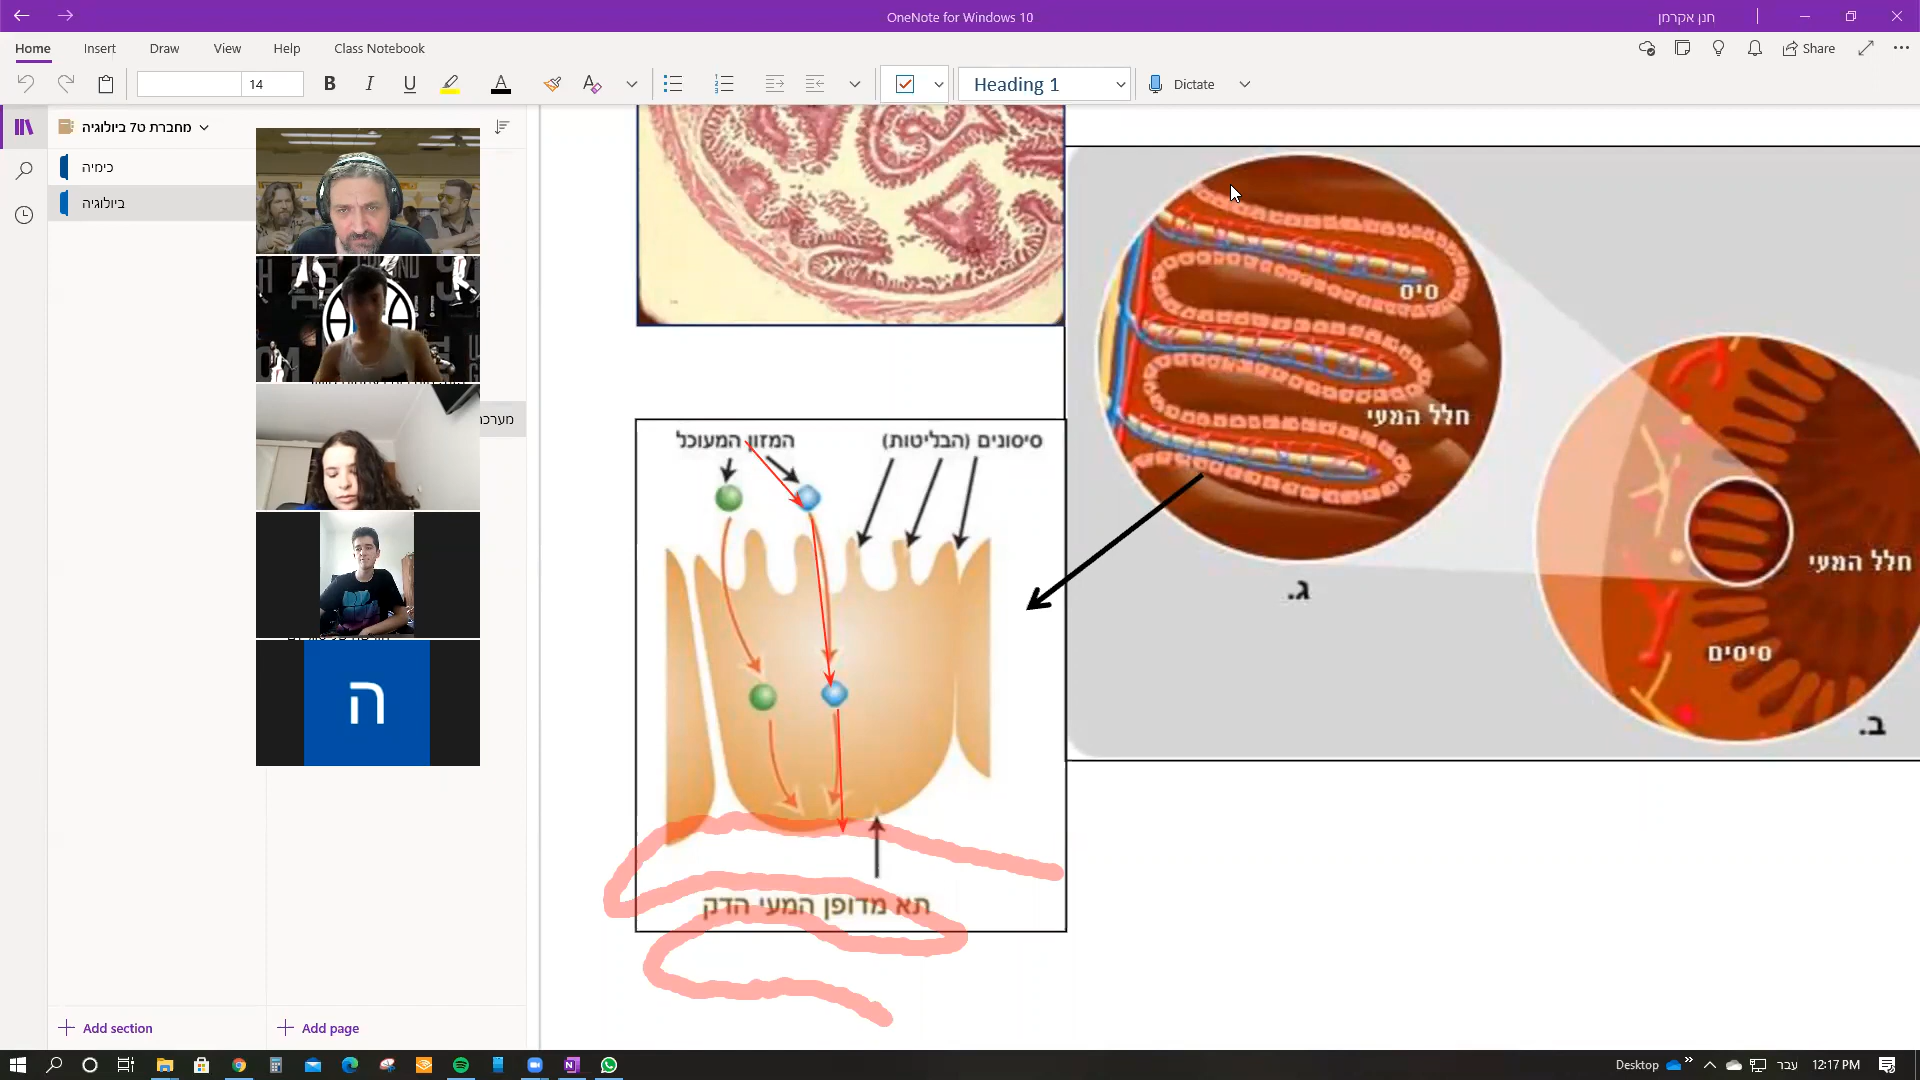 OneNote for Windows 10
חנן אקרמן
Home
Insert
Draw
View
Help
Class Notebook
Share
14
B
I
U
A
Heading 1
Dictate
מחברת ט7 ביולוגיה
כימיה
ביולוגיה
מערכת
ה
Add section
Add page
המזון המעוכל
סיסונים (הבליטות)
תא מדופן המעי הדק
סיס
חלל המעי
ג.
חלל המעי
סיסים
ב.
Desktop
עבר
12:17 PM